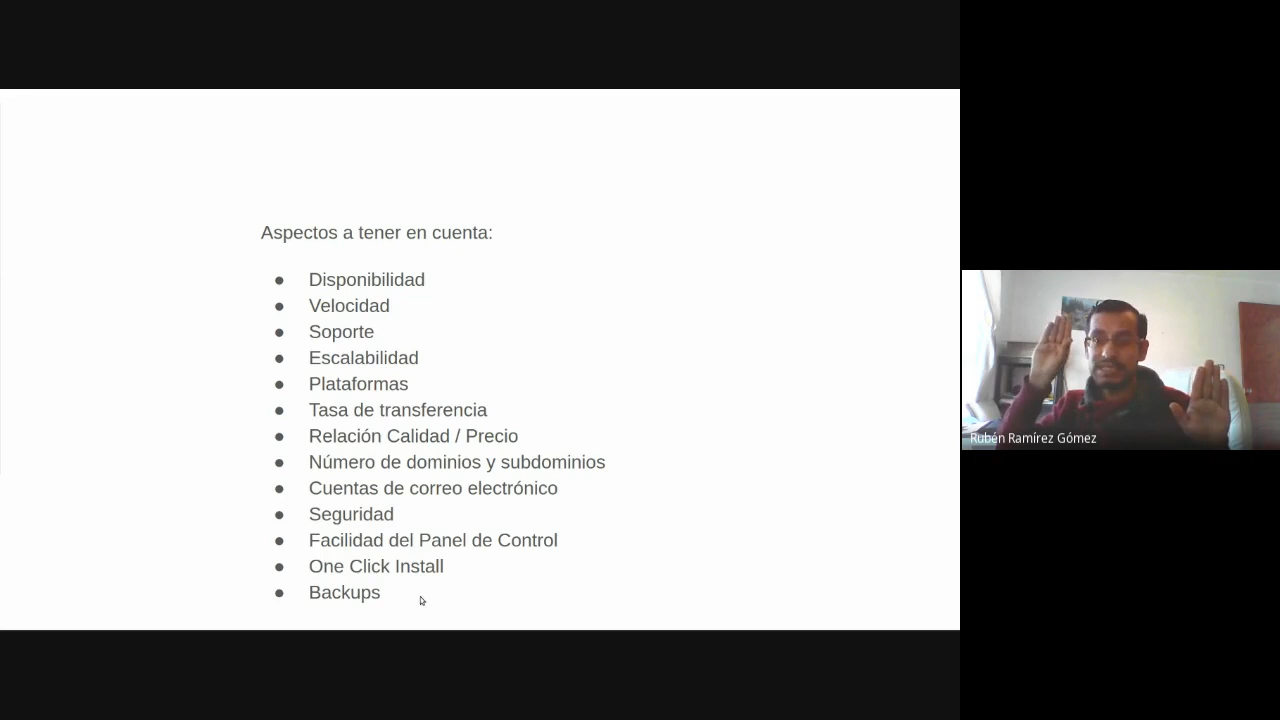 Aspectos a tener en cuenta:
● Disponibilidad
● Velocidad
● Soporte
● Escalabilidad
● Plataformas
● Tasa de transferencia
● Relación Calidad / Precio
● Número de dominios y subdominios
● Cuentas de correo electrónico
● Seguridad
● Facilidad del Panel de Control
● One Click Install
● Backups
Rubén Ramírez Gómez